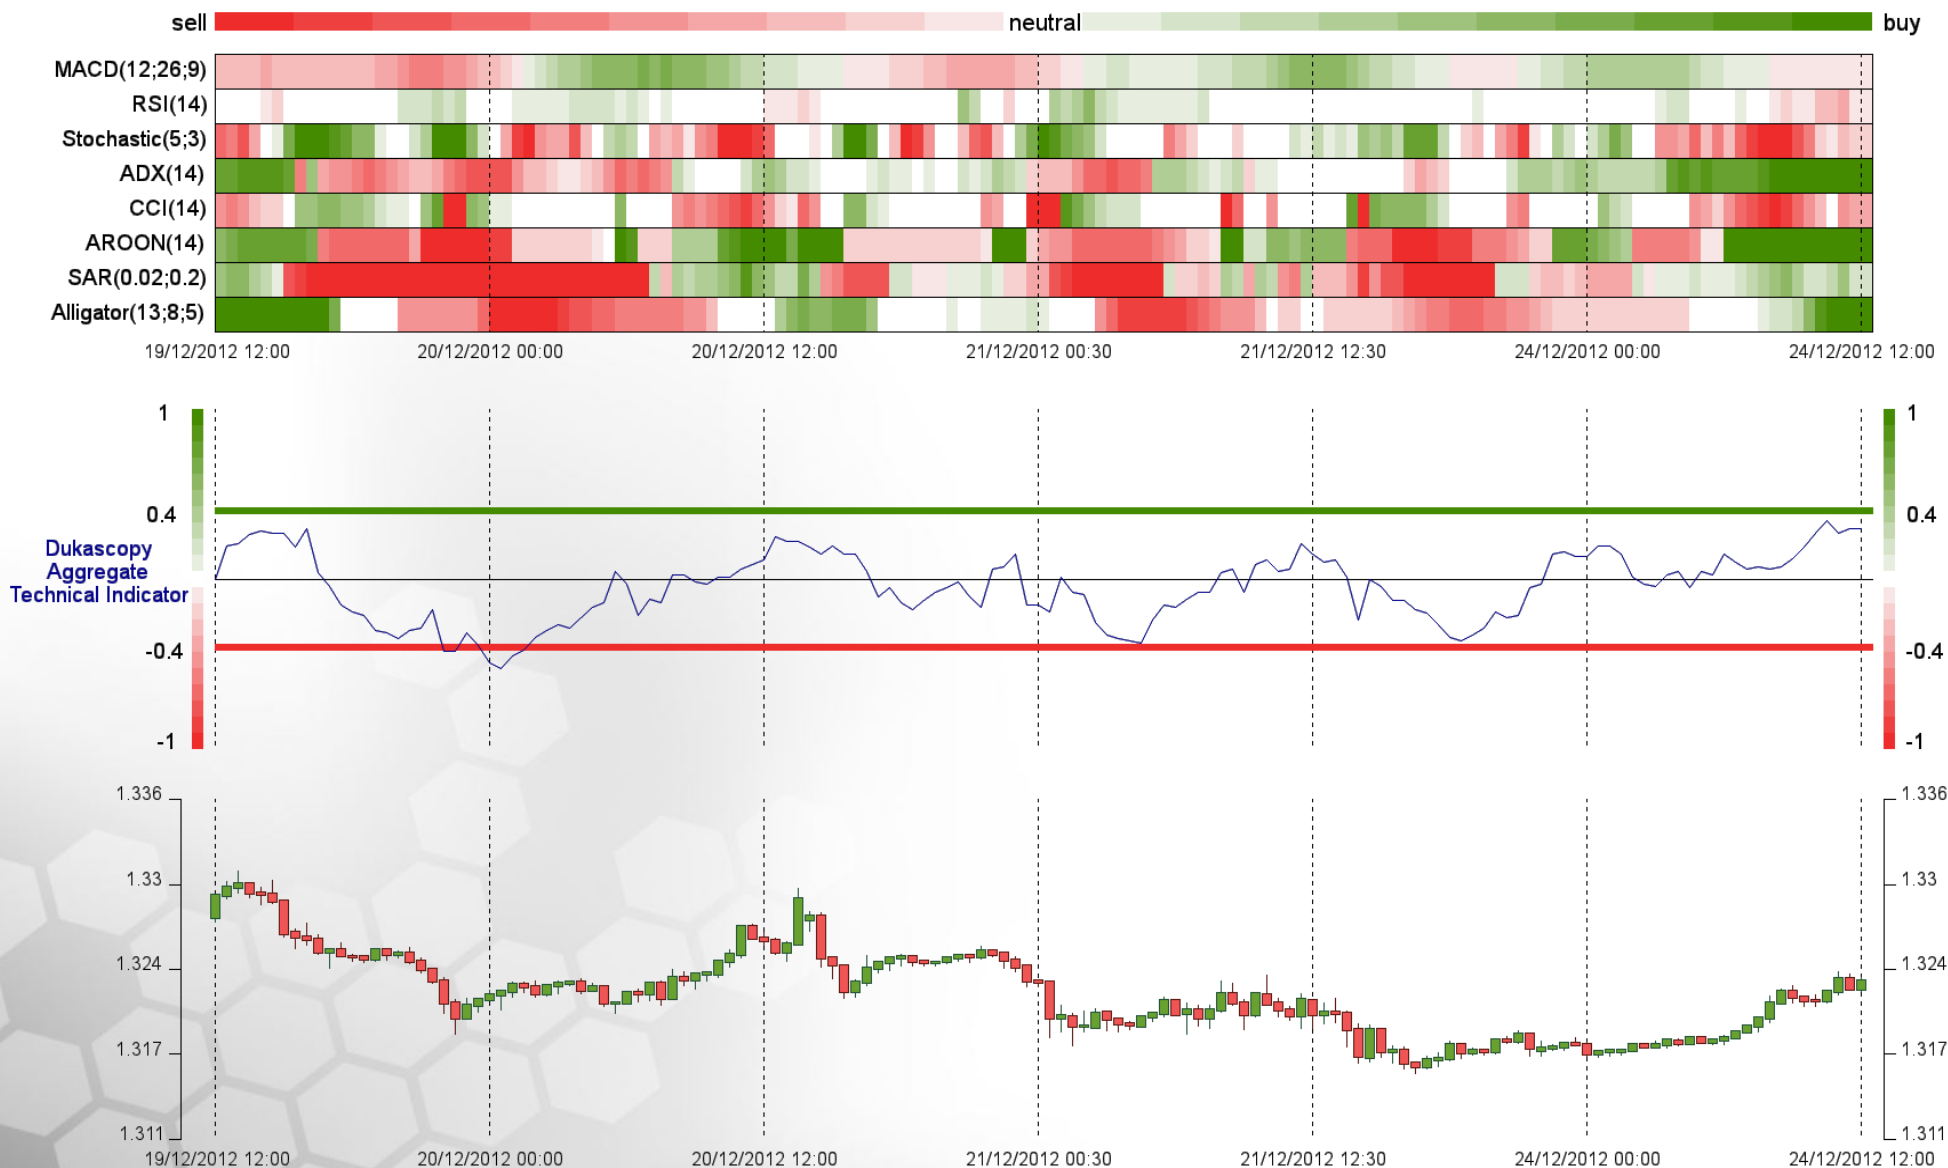 sell neutral buy
MACD(12;26;9)
RSI(14)
Stochastic(5;3)
ADX(14)
CCI(14)
AROON(14)
SAR(0.02;0.2)
Alligator(13;8;5)
19/12/2012 12:00 20/12/2012 00:00 20/12/2012 12:00 21/12/2012 00:30 21/12/2012 12:30 24/12/2012 00:00 24/12/2012 12:00
1 1
0.4 0.4
Dukascopy
Aggregate
Technical Indicator
-0.4 -0.4
-1 -1
1.336 1.336
1.33 1.33
1.324 1.324
1.317 1.317
1.311 1.311
19/12/2012 12:00 20/12/2012 00:00 20/12/2012 12:00 21/12/2012 00:30 21/12/2012 12:30 24/12/2012 00:00 24/12/2012 12:00